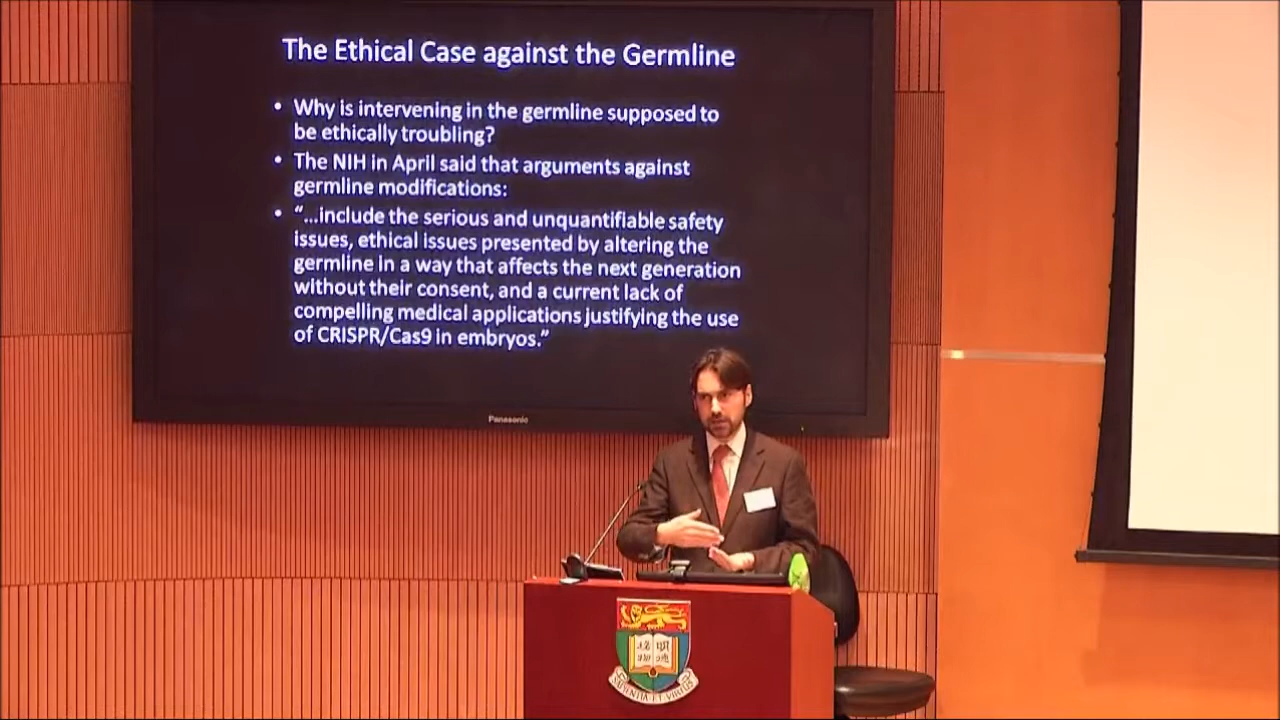 The Ethical Case against the Germline
• Why is intervening in the germline supposed to
be ethically troubling?
• The NIH in April said that arguments against
germline modifications:
• “...include the serious and unquantifiable safety
issues, ethical issues presented by altering the
germline in a way that affects the next generation
without their consent, and a current lack of
compelling medical applications justifying the use
of CRISPR/Cas9 in embryos.”
Panasonic
SAPIENTIA ET VIRTUS